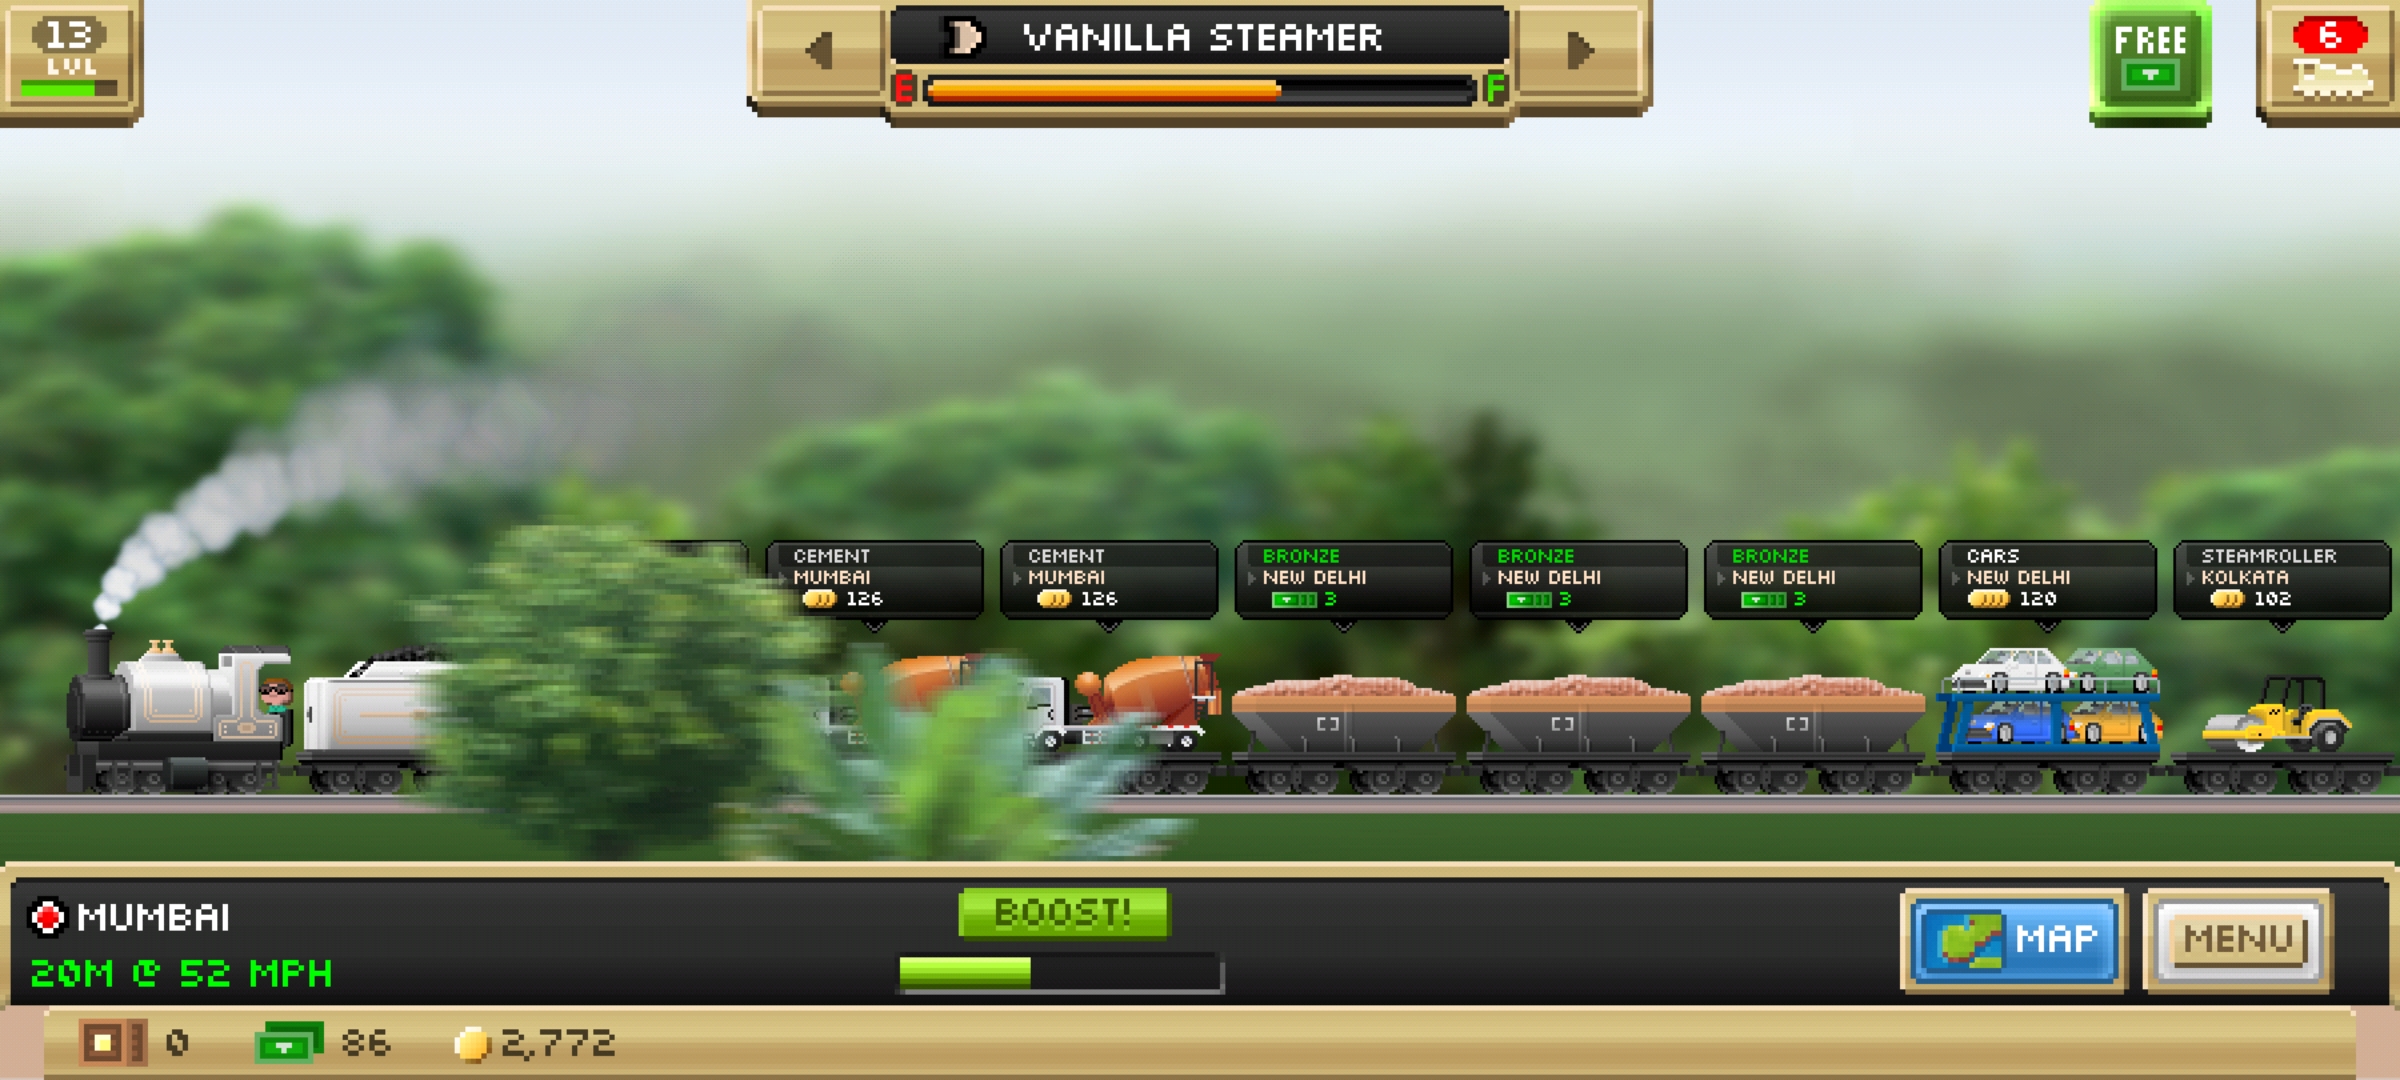 13
LVL
VANILLA STEAMER
E
F
FREE
6
CEMENT
MUMBAI
126
CEMENT
MUMBAI
126
BRONZE
NEW DELHI
3
BRONZE
NEW DELHI
3
BRONZE
NEW DELHI
3
CARS
NEW DELHI
120
STEAMROLLER
KOLKATA
102
MUMBAI
20M @ 52 MPH
BOOST!
MAP
MENU
0
86
2,772